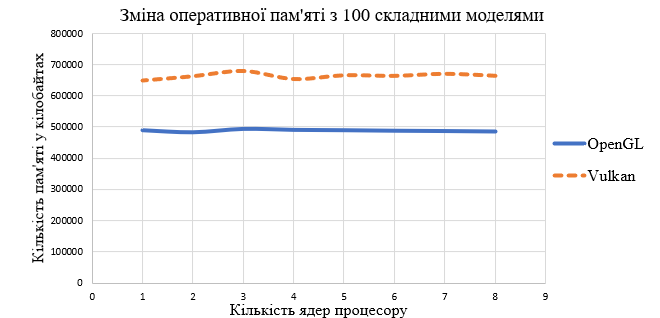 Зміна оперативної пам'яті з 100 складними моделями
Кількість пам'яті у кілобайтах
800000
700000
600000
500000
400000
300000
200000
100000
0
0 1 2 3 4 5 6 7 8 9
Кількість ядер процесору
OpenGL
Vulkan